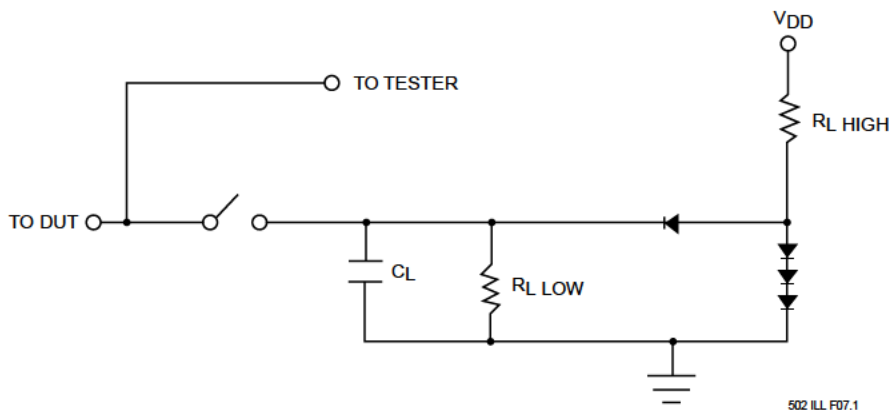 VDD
TO TESTER
RL HIGH
TO DUT
CL
RL LOW
502 ILL F07.1